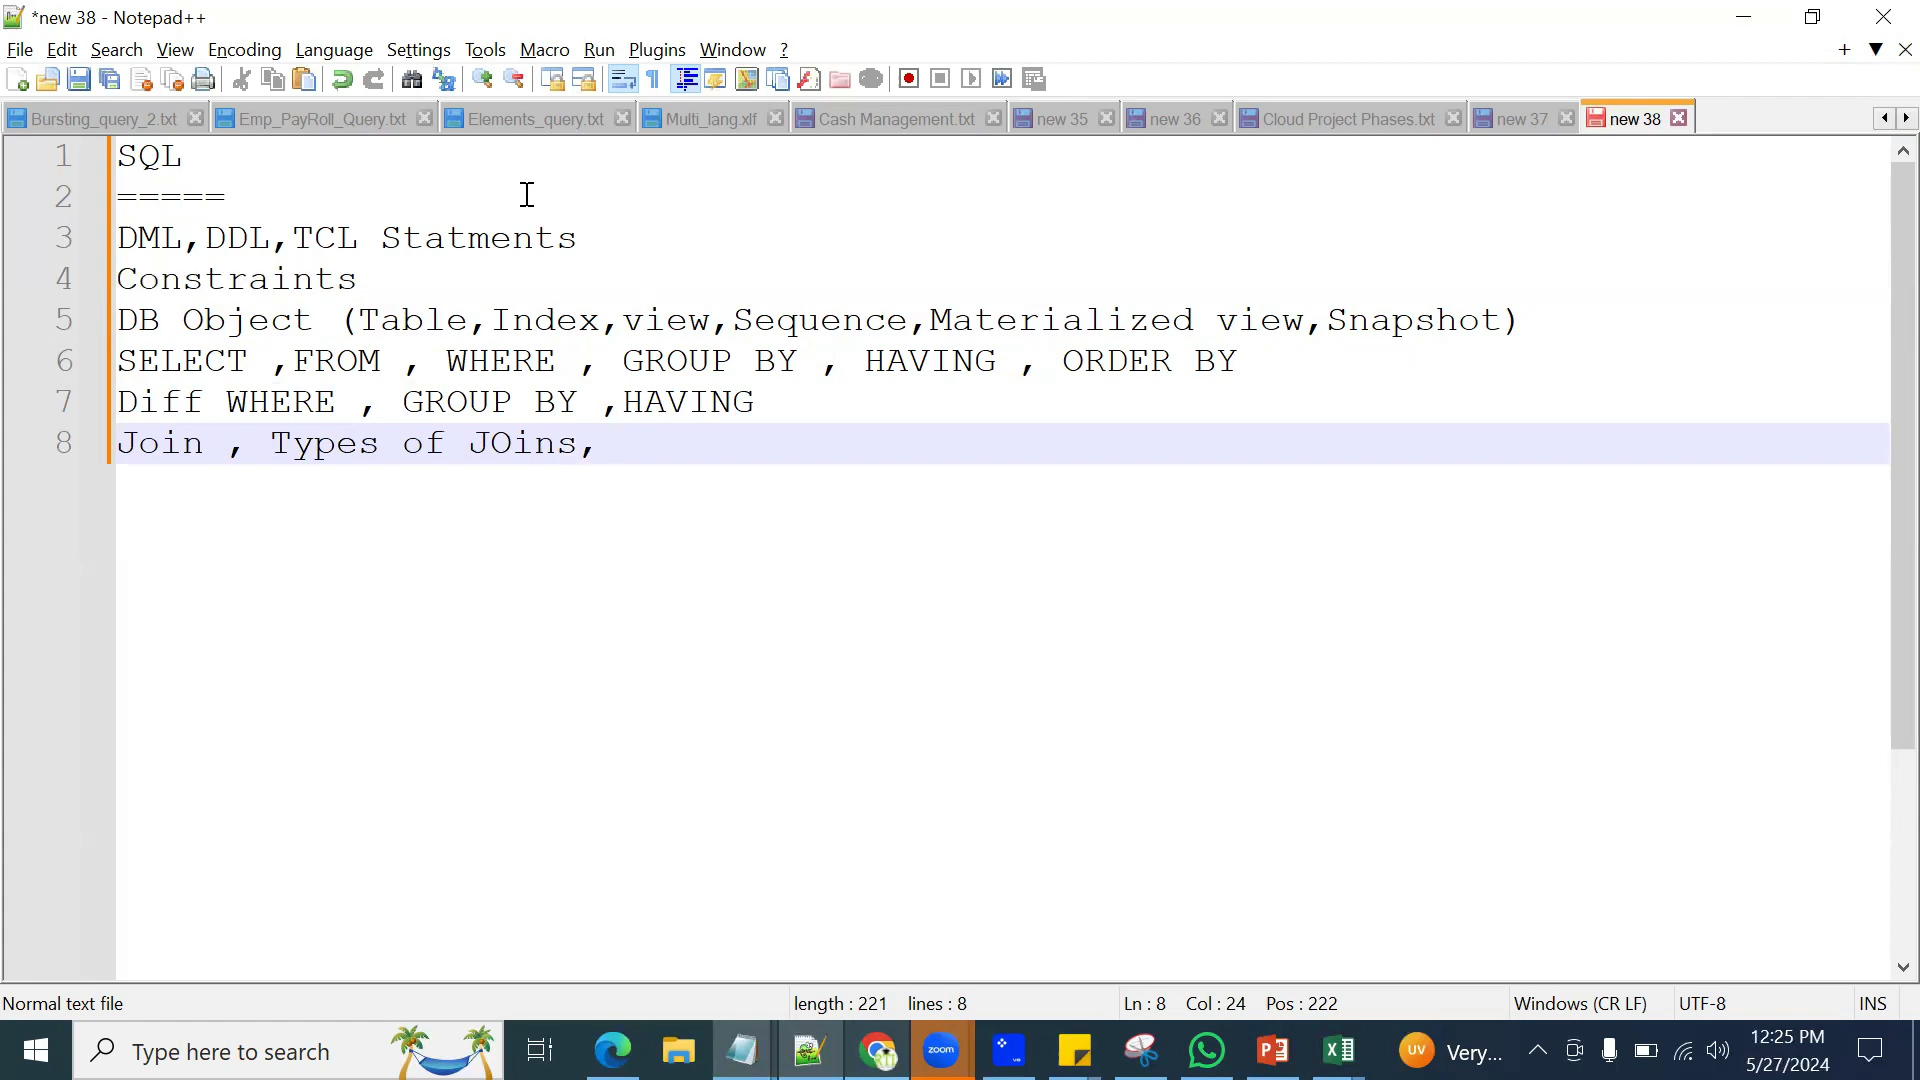 *new 38 - Notepad++
File Edit Search View Encoding Language Settings Tools Macro Run Plugins Window ?
Bursting_query_2.txt Emp_PayRoll_Query.txt Elements_query.txt Multi_lang.xlf Cash Management.txt new 35 new 36 Cloud Project Phases.txt new 37 new 38
1 SQL
2 =====
3 DML,DDL,TCL Statments
4 Constraints
5 DB Object (Table,Index,view,Sequence,Materialized view,Snapshot)
6 SELECT ,FROM , WHERE , GROUP BY , HAVING , ORDER BY
7 Diff WHERE , GROUP BY ,HAVING
8 Join , Types of JOins,
Normal text file length : 221 lines : 8 Ln : 8 Col : 24 Pos : 222 Windows (CR LF) UTF-8 INS
Type here to search zoom UV Very... 12:25 PM
5/27/2024